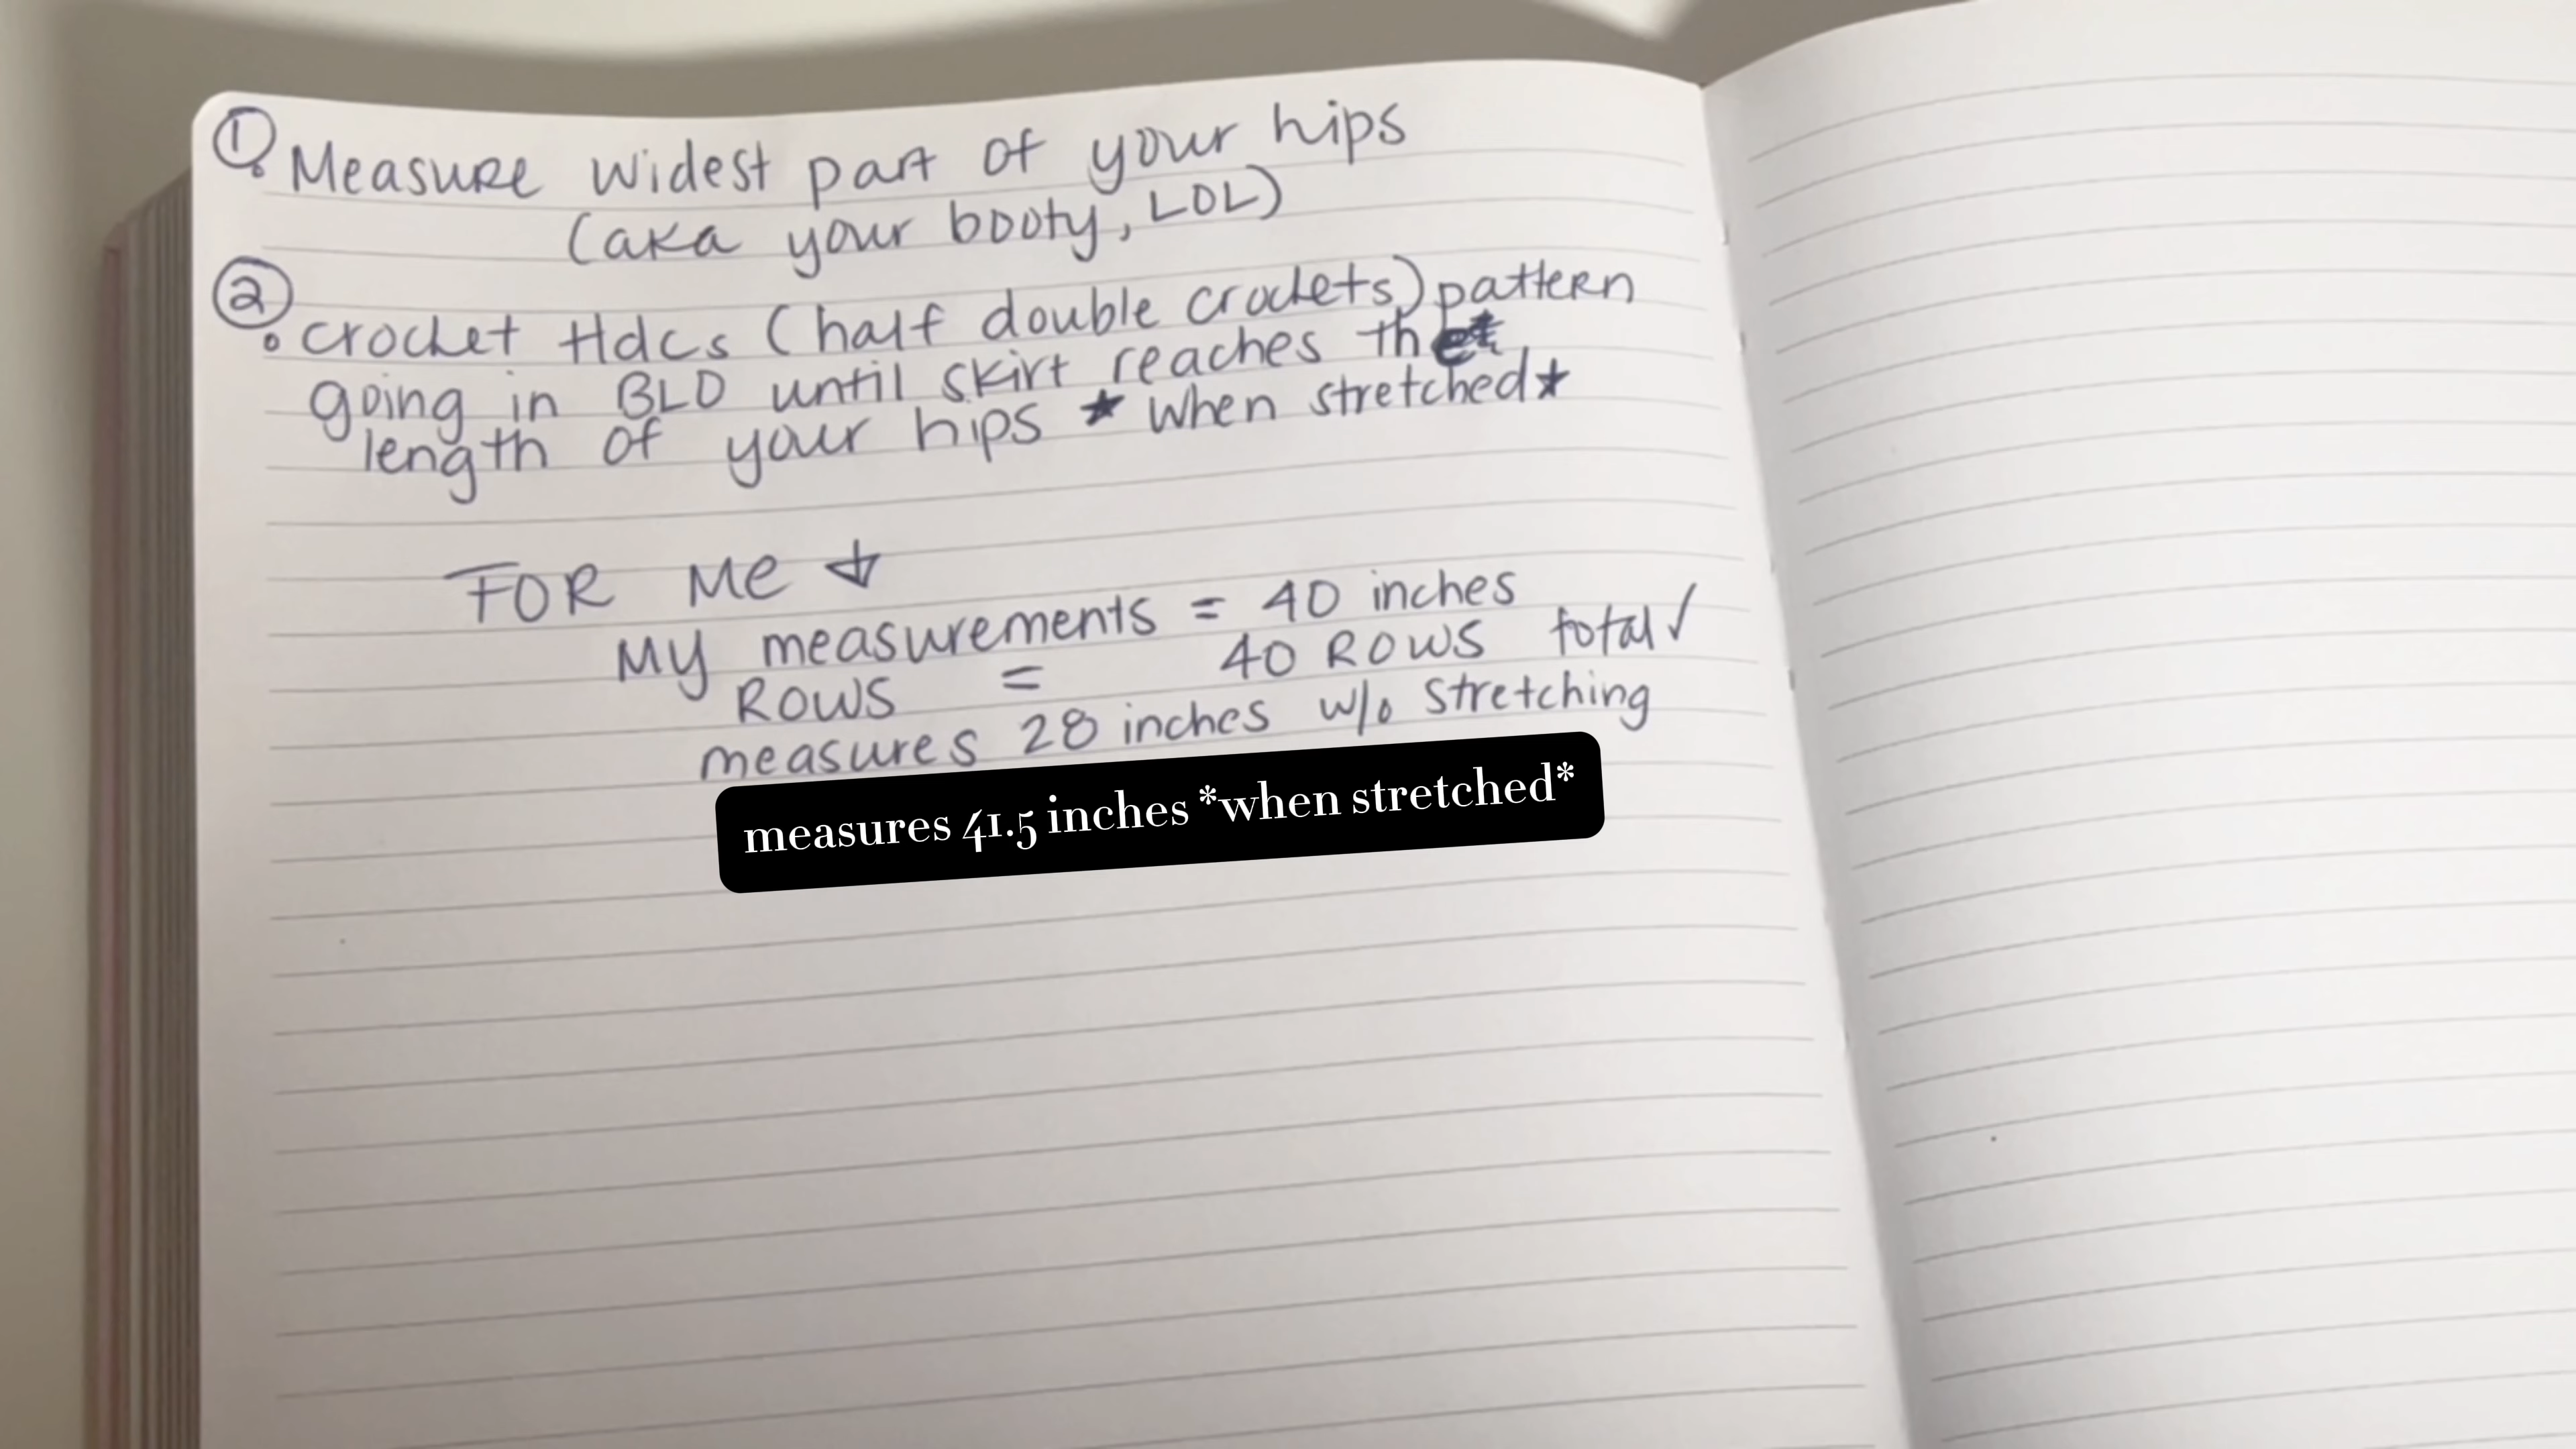 1. Measure widest part of your hips
(aka your booty, LOL)
2. crochet Hdcs (half double crochets) pattern
going in BLO until skirt reaches the
length of your hips ★ when stretched ★
FOR Me ↓
My measurements = 40 inches
ROWS = 40 ROWS total ✓
measures 28 inches w/o stretching
measures 41.5 inches *when stretched*